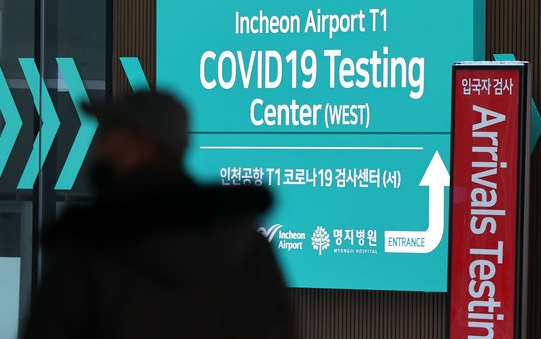 Incheon Airport T1
COVID19 Testing
Center (WEST)
인천공항 T1 코로나19 검사센터 (서)
Incheon
Airport
명지병원
MYONGJI HOSPITAL
ENTRANCE
입국자 검사
Arrivals Testin